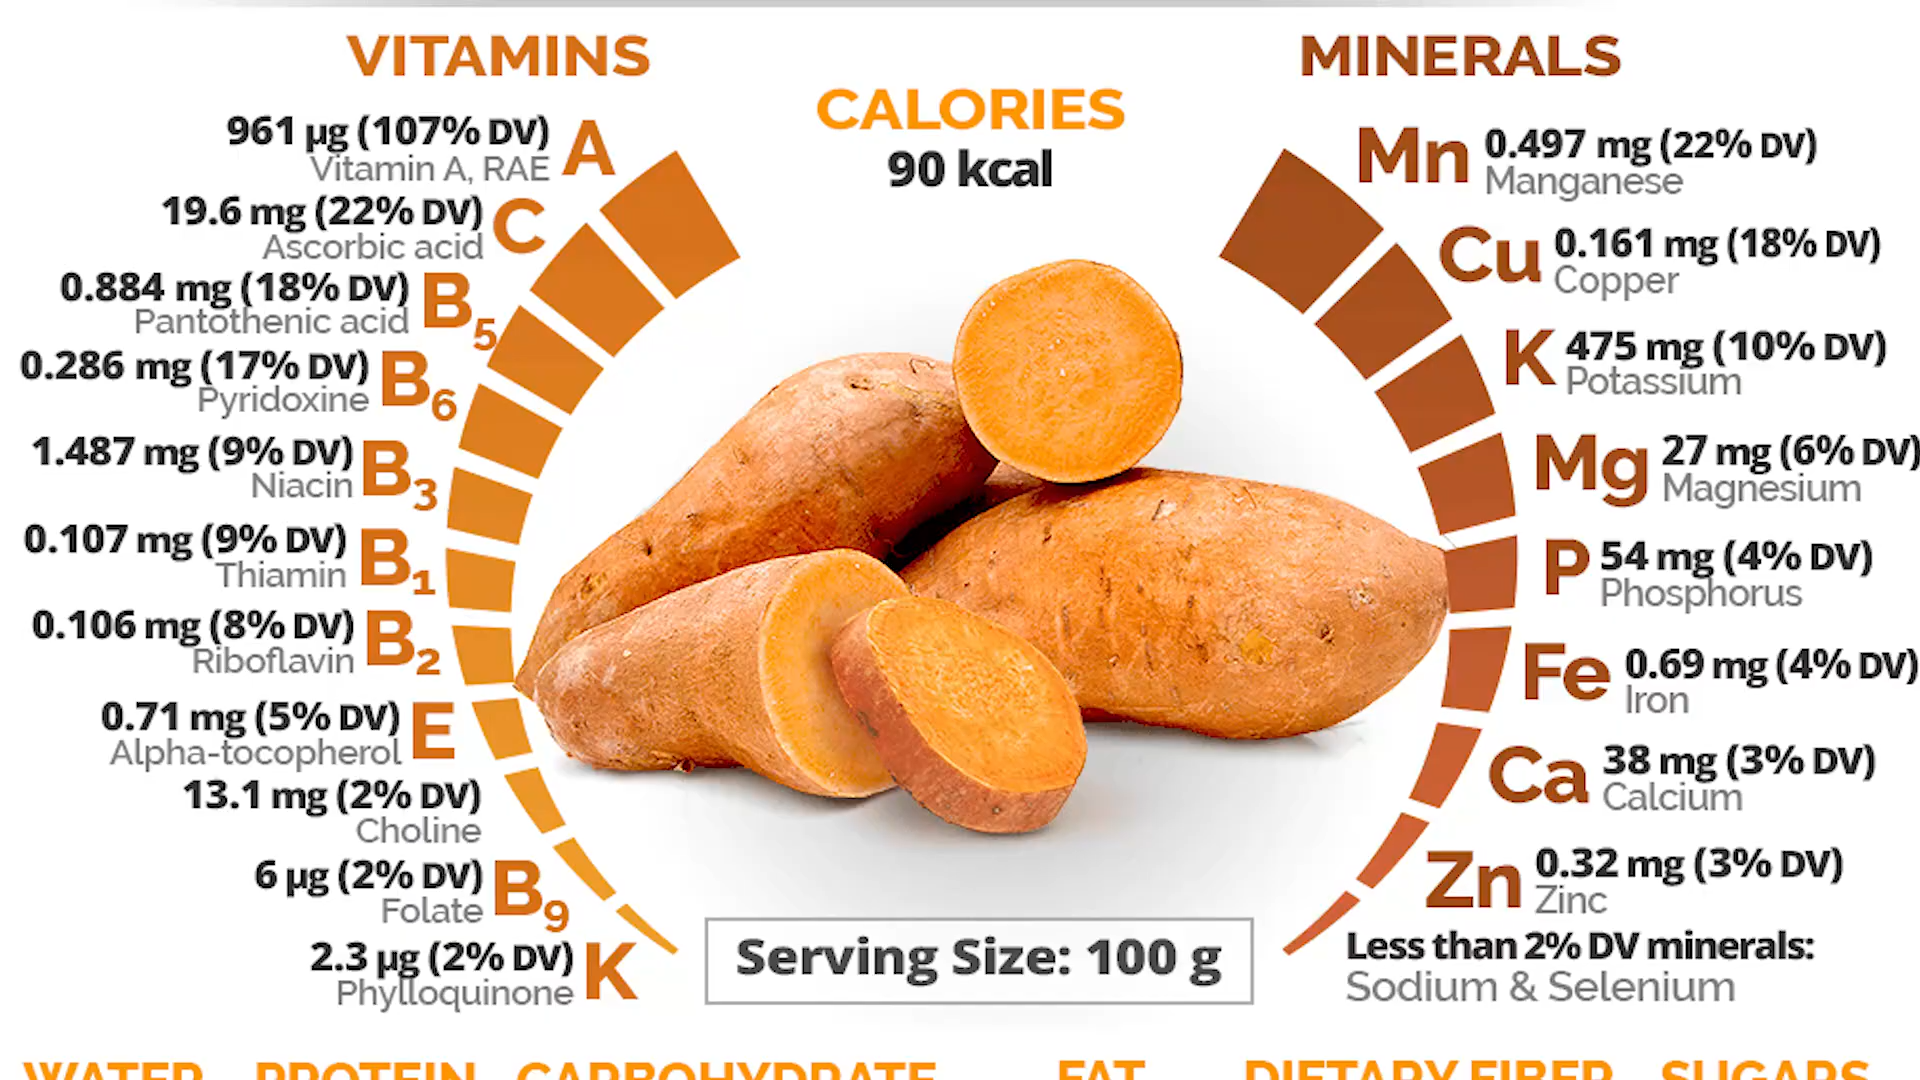 VITAMINS
961 µg (107% DV)
Vitamin A, RAE
A
19.6 mg (22% DV)
Ascorbic acid
C
0.884 mg (18% DV)
Pantothenic acid
B5
0.286 mg (17% DV)
Pyridoxine
B6
1.487 mg (9% DV)
Niacin
B3
0.107 mg (9% DV)
Thiamin
B1
0.106 mg (8% DV)
Riboflavin
B2
0.71 mg (5% DV)
Alpha-tocopherol
E
13.1 mg (2% DV)
Choline
6 µg (2% DV)
Folate
B9
2.3 µg (2% DV)
Phylloquinone
K
CALORIES
90 kcal
Serving Size: 100 g
MINERALS
Mn
0.497 mg (22% DV)
Manganese
Cu
0.161 mg (18% DV)
Copper
K
475 mg (10% DV)
Potassium
Mg
27 mg (6% DV)
Magnesium
P
54 mg (4% DV)
Phosphorus
Fe
0.69 mg (4% DV)
Iron
Ca
38 mg (3% DV)
Calcium
Zn
0.32 mg (3% DV)
Zinc
Less than 2% DV minerals:
Sodium & Selenium
WATER PROTEIN CARBOHYDRATE FAT DIETARY FIBER SUGARS